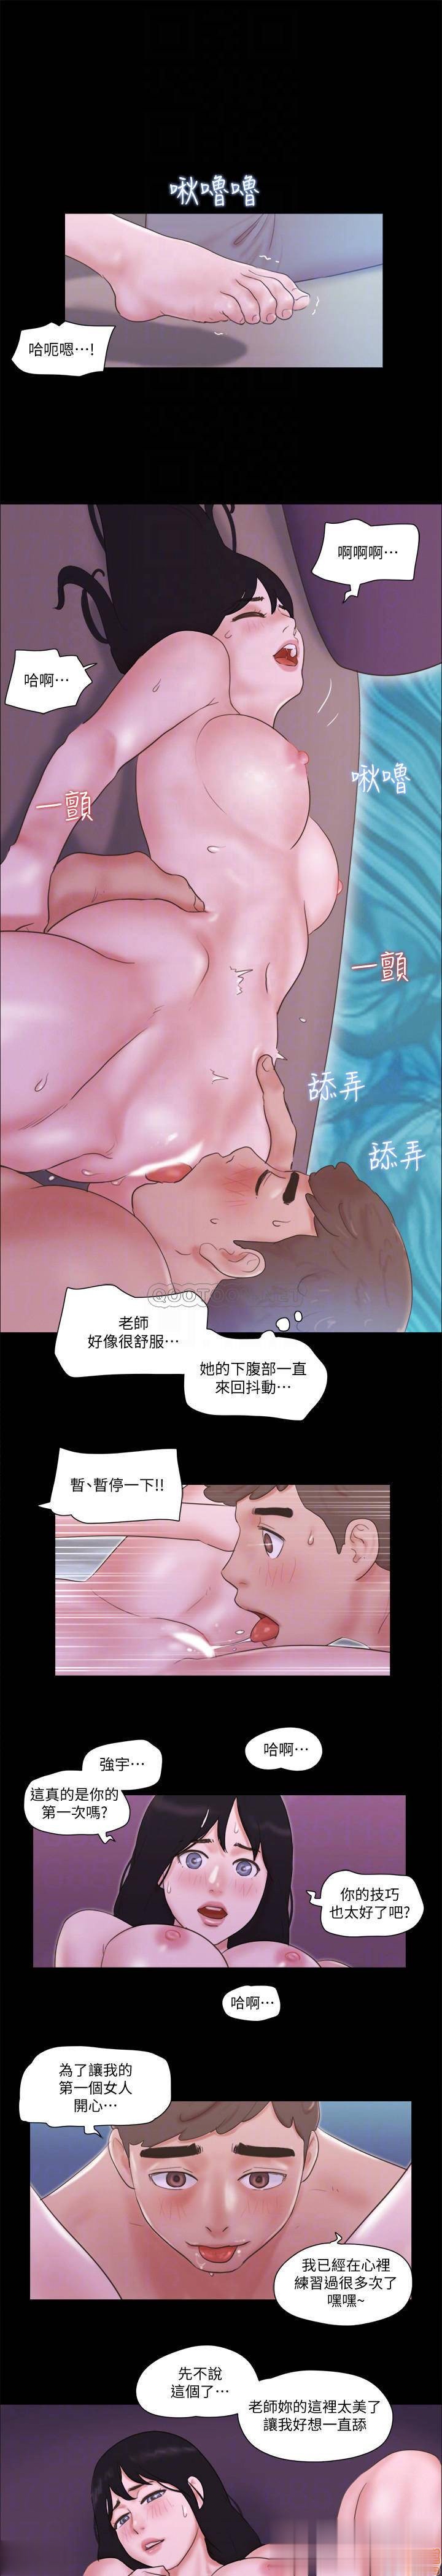 啾嚕嚕
哈呃嗯⋯!
啊啊啊⋯
哈啊⋯
啾嚕
一顫
一顫
舔弄
舔弄
老師
好像很舒服⋯
她的下腹部一直
來回抖動⋯
暫、暫停一下!!
哈啊⋯
強宇⋯
這真的是你的
第一次嗎?
你的技巧
也太好了吧?
哈啊⋯
為了讓我的
第一個女人
開心⋯
我已經在心裡
練習過很多次了
嘿嘿~
先不說
這個了⋯
老師妳的這裡太美了
讓我好想一直舔